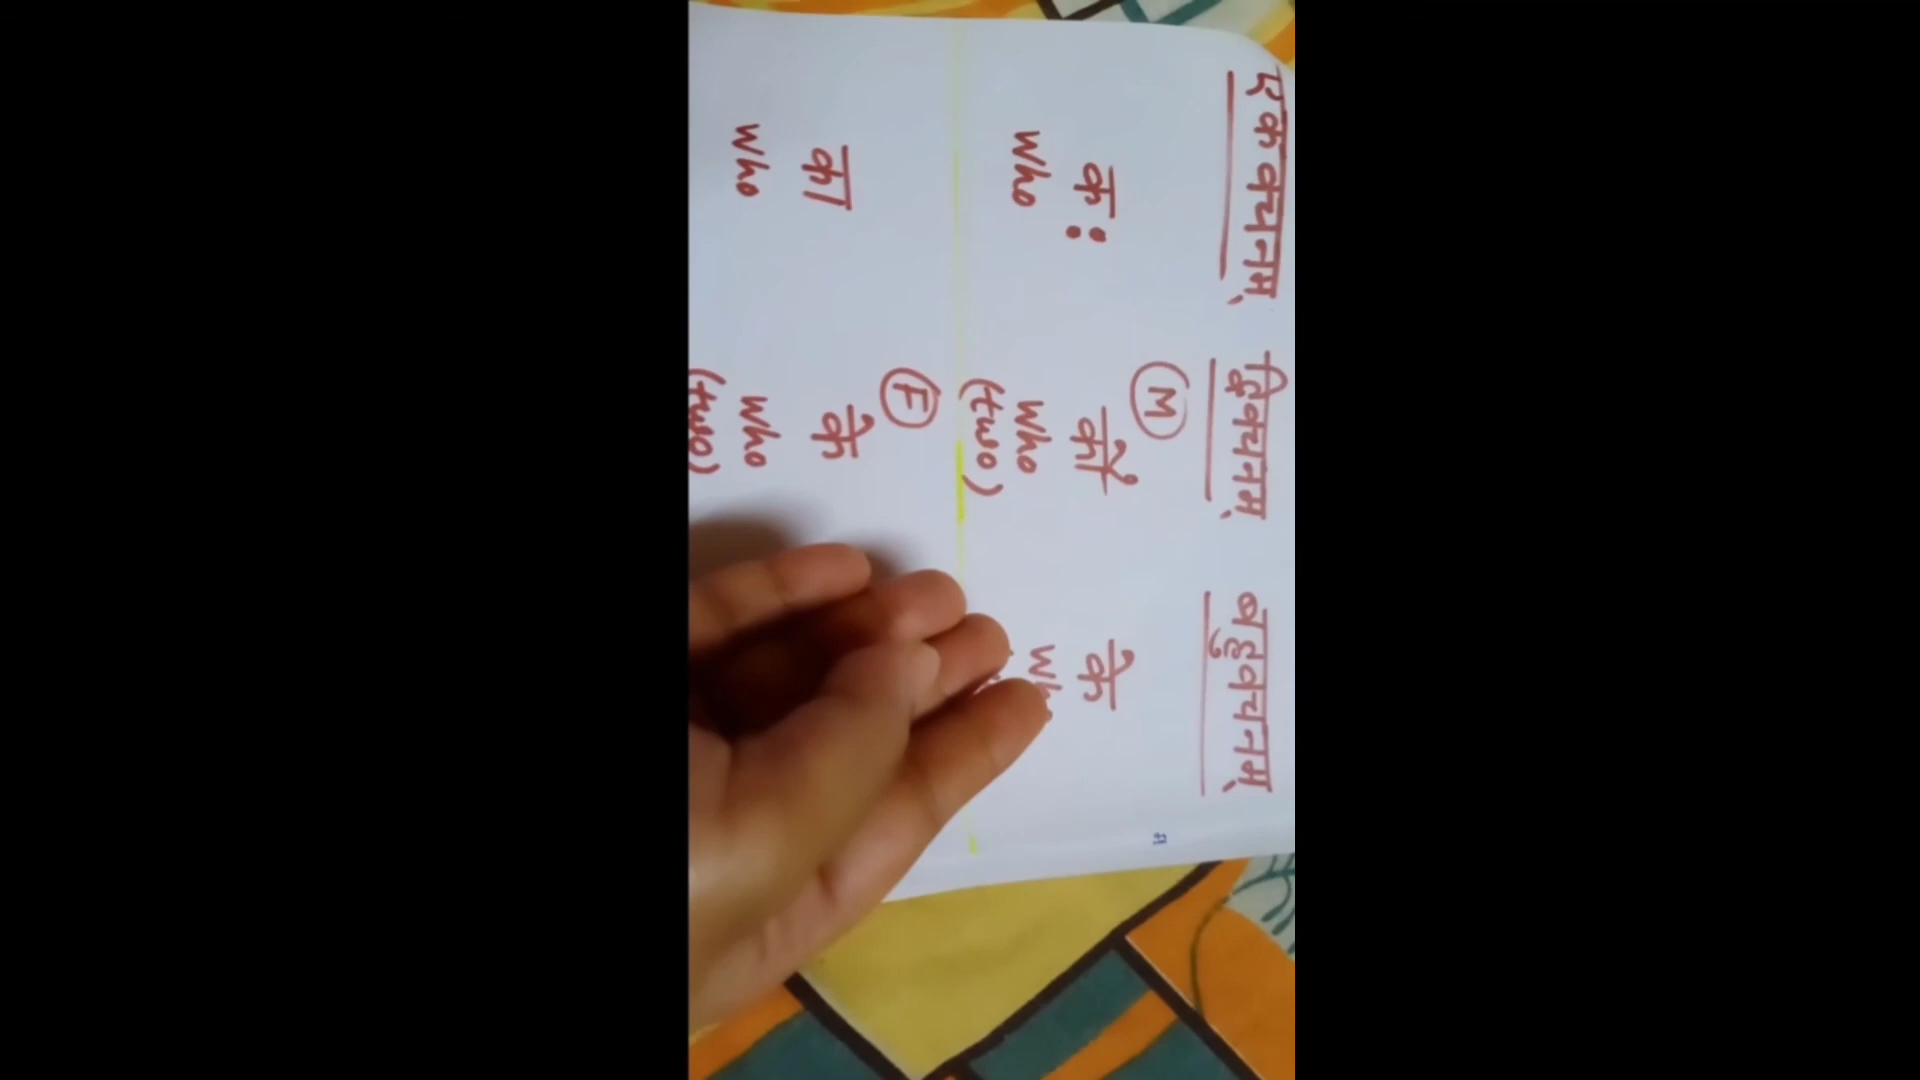 एकवचनम् द्विवचनम् बहुवचनम्
M
कः कौ के
Who Who
(two)
F
का के
Who Who
(two)